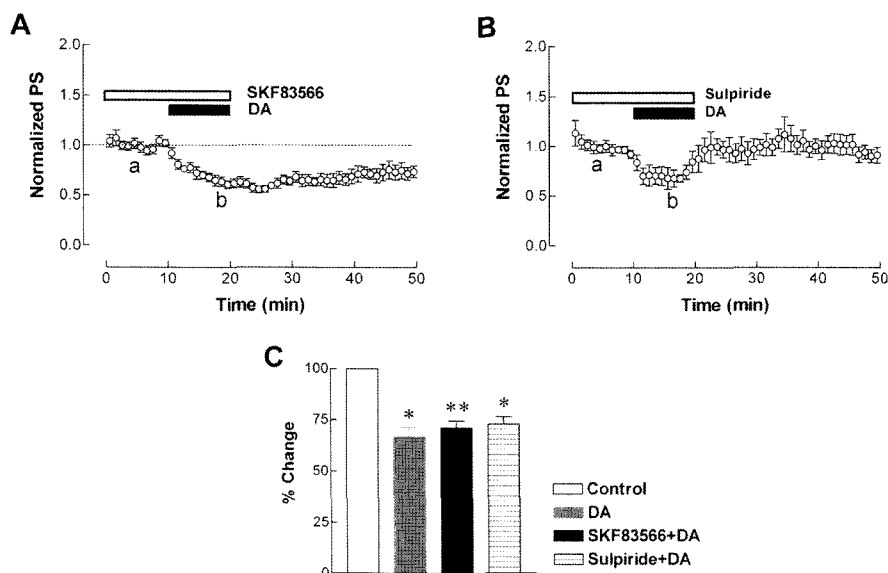 A
Normalized PS
2.0
1.5
1.0
0.5
0.0
SKF83566
DA
a
b
0 10 20 30 40 50
Time (min)
B
Normalized PS
2.0
1.5
1.0
0.5
0.0
Sulpiride
DA
a
b
0 10 20 30 40 50
Time (min)
C
% Change
100
75
50
25
0
* ** *
Control
DA
SKF83566+DA
Sulpiride+DA